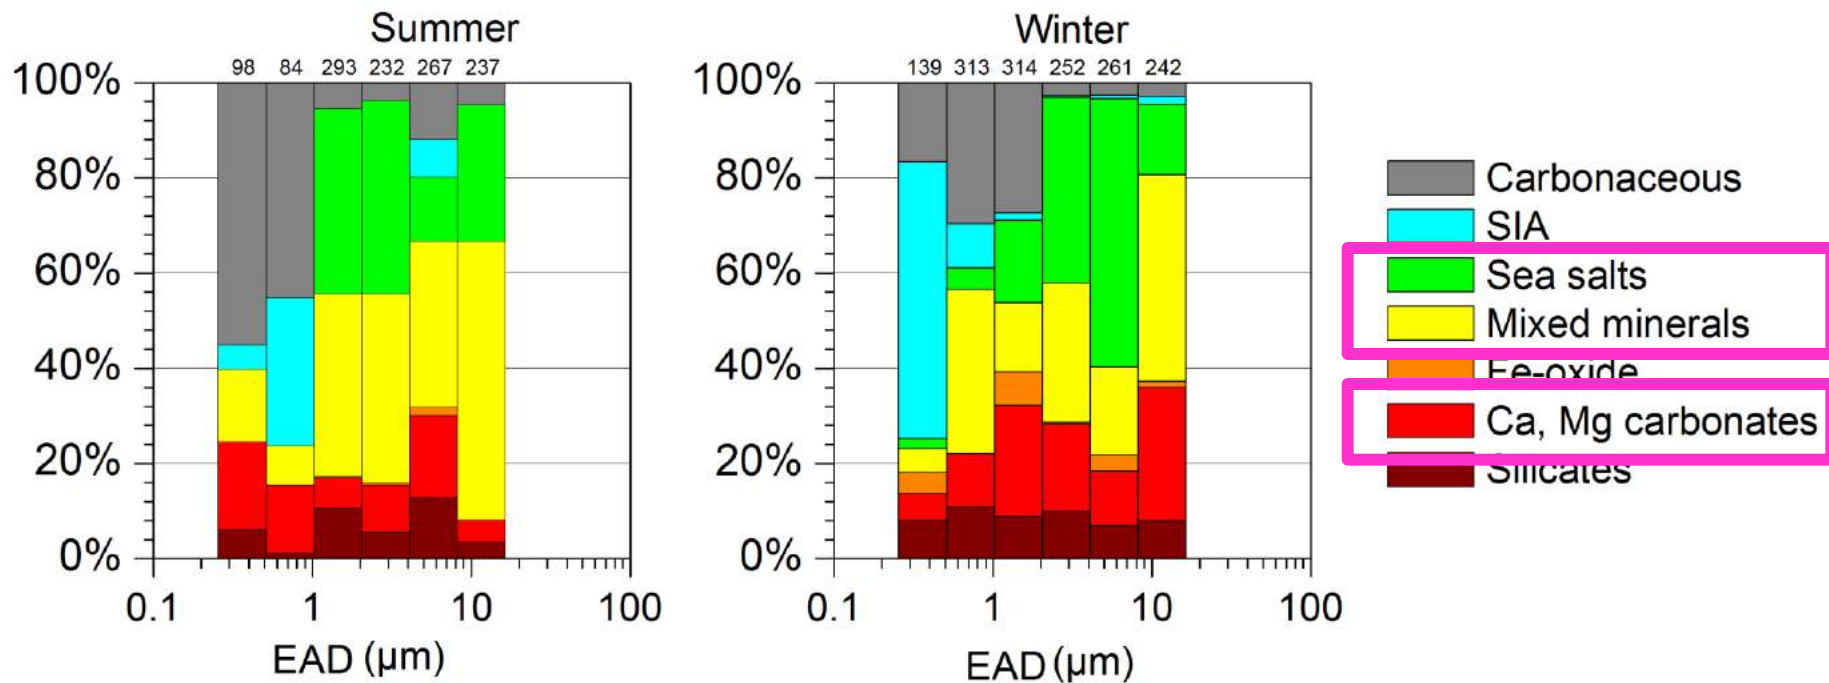 Summer
98 84 293 232 267 237
100%
80%
60%
40%
20%
0%
0.1 1 10 100
EAD (µm)
Winter
139 313 314 252 261 242
100%
80%
60%
40%
20%
0%
0.1 1 10 100
EAD (µm)
Carbonaceous
SIA
Sea salts
Mixed minerals
Fe-oxide
Ca, Mg carbonates
Silicates